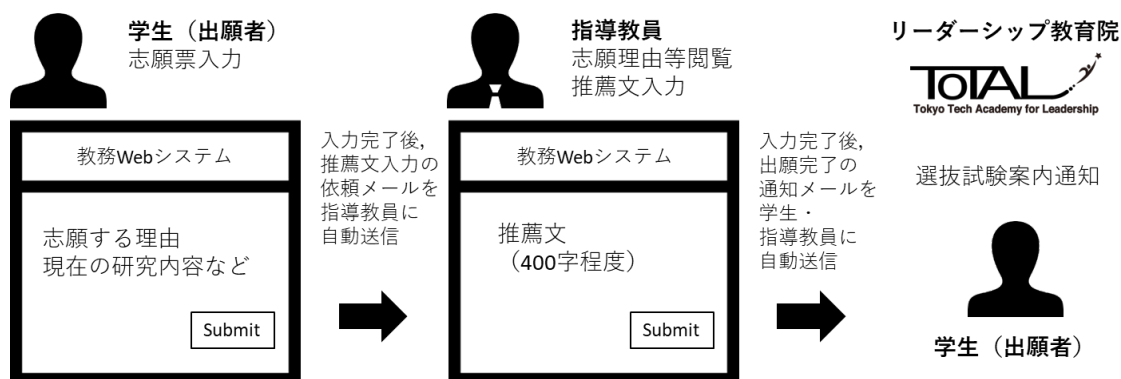 学生（出願者）
志願票入力
教務Webシステム
志願する理由
現在の研究内容など
Submit
入力完了後，
推薦文入力の
依頼メールを
指導教員に
自動送信
指導教員
志願理由等閲覧
推薦文入力
教務Webシステム
推薦文
（400字程度）
Submit
入力完了後，
出願完了の
通知メールを
学生・
指導教員に
自動送信
リーダーシップ教育院
ToTAL
Tokyo Tech Academy for Leadership
選抜試験案内通知
学生（出願者）